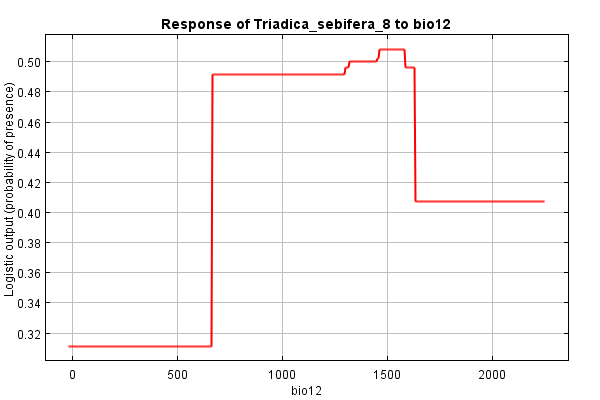 Response of Triadica_sebifera_8 to bio12
Logistic output (probability of presence)
0.50
0.48
0.46
0.44
0.42
0.40
0.38
0.36
0.34
0.32
0 500 1000 1500 2000
bio12